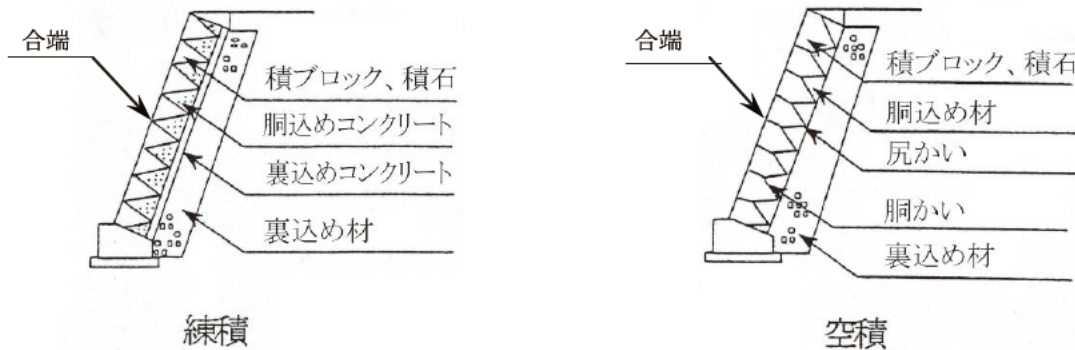 合端
積ブロック、積石
胴込めコンクリート
裏込めコンクリート
裏込め材
練積
合端
積ブロック、積石
胴込め材
尻かい
胴かい
裏込め材
空積